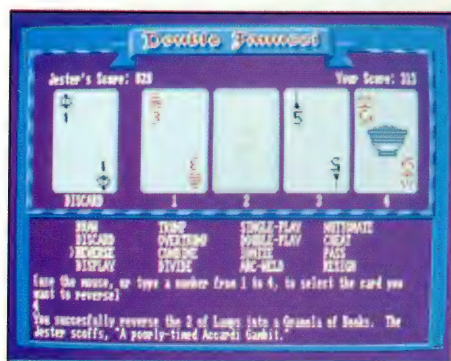 Double Fanucci
Jester's Score: 828 Your Score: 313
DISCARD 1 2 3 4
DRAW TRUMP SINGLE-PLAY MUTTONATE
DISCARD OVERTRUMP DOUBLE-PLAY CHEAT
REVERSE COMBINE IONIZE PASS
DISPLAY DIVIDE ARC-WELD RESIGN
(use the mouse, or type a number from 1 to 4, to select the card you
want to reverse)
You succesfully reverse the 2 of Lamps into a Granola of Books. The
Jester scoffs, "A poorly-timed Accardi Gambit."